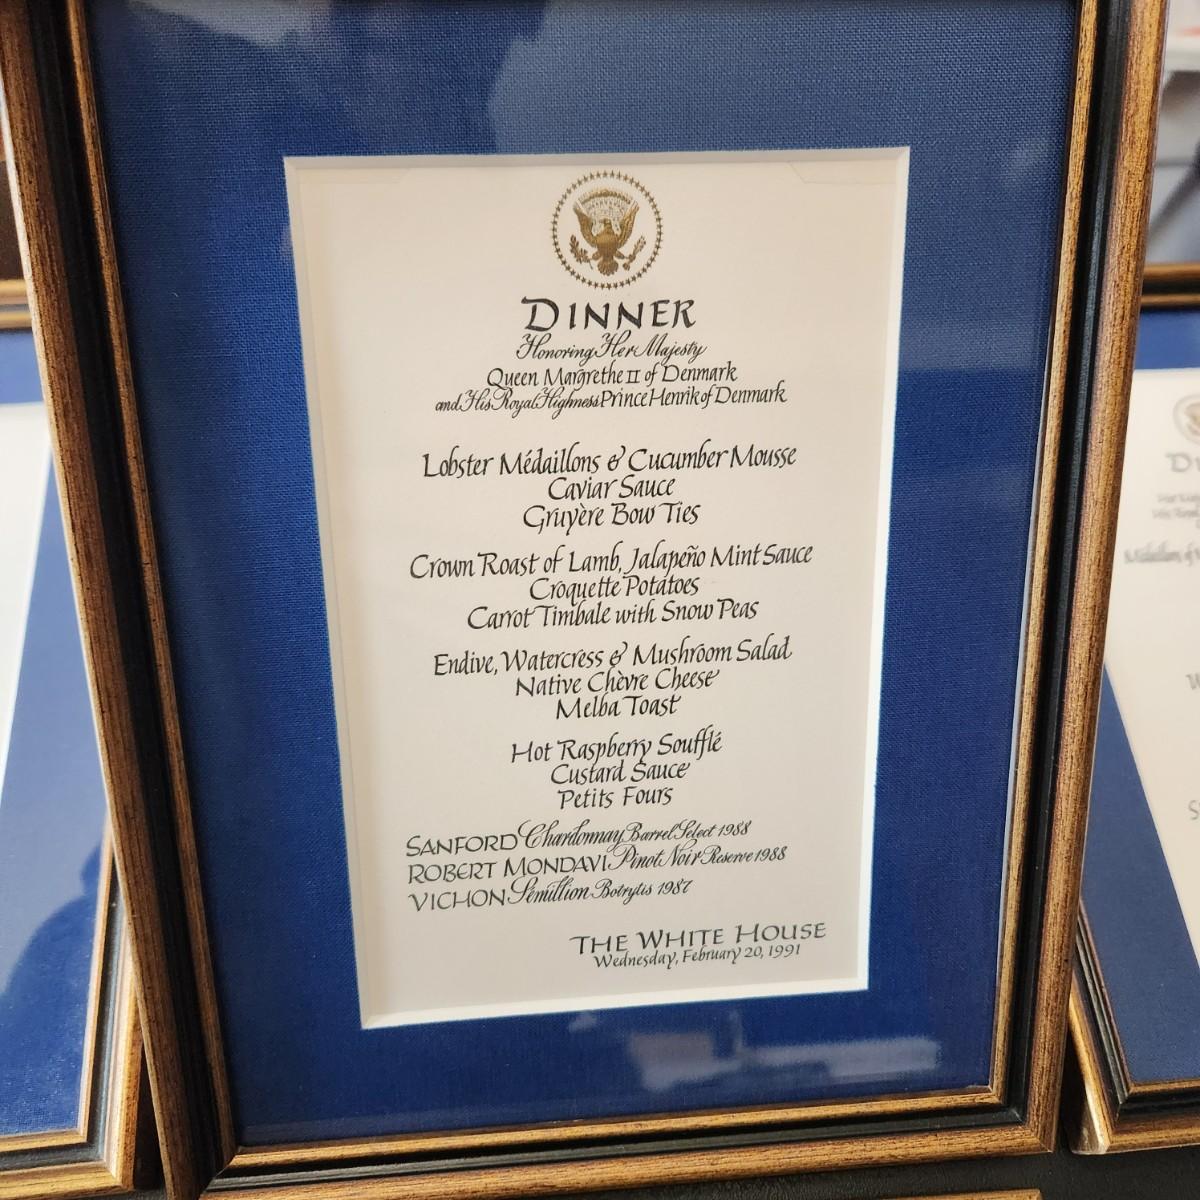 DINNER
Honoring Her Majesty
Queen Margrethe II of Denmark
and His Royal Highness Prince Henrik of Denmark
Lobster Médaillons & Cucumber Mousse
Caviar Sauce
Gruyère Bow Ties
Crown Roast of Lamb, Jalapeño Mint Sauce
Croquette Potatoes
Carrot Timbale with Snow Peas
Endive, Watercress & Mushroom Salad
Native Chèvre Cheese
Melba Toast
Hot Raspberry Soufflé
Custard Sauce
Petits Fours
SANFORD Chardonnay Barrel Select 1988
ROBERT MONDAVI Pinot Noir Reserve 1988
VICHON Sémillion Botrytis 1987
THE WHITE HOUSE
Wednesday, February 20, 1991